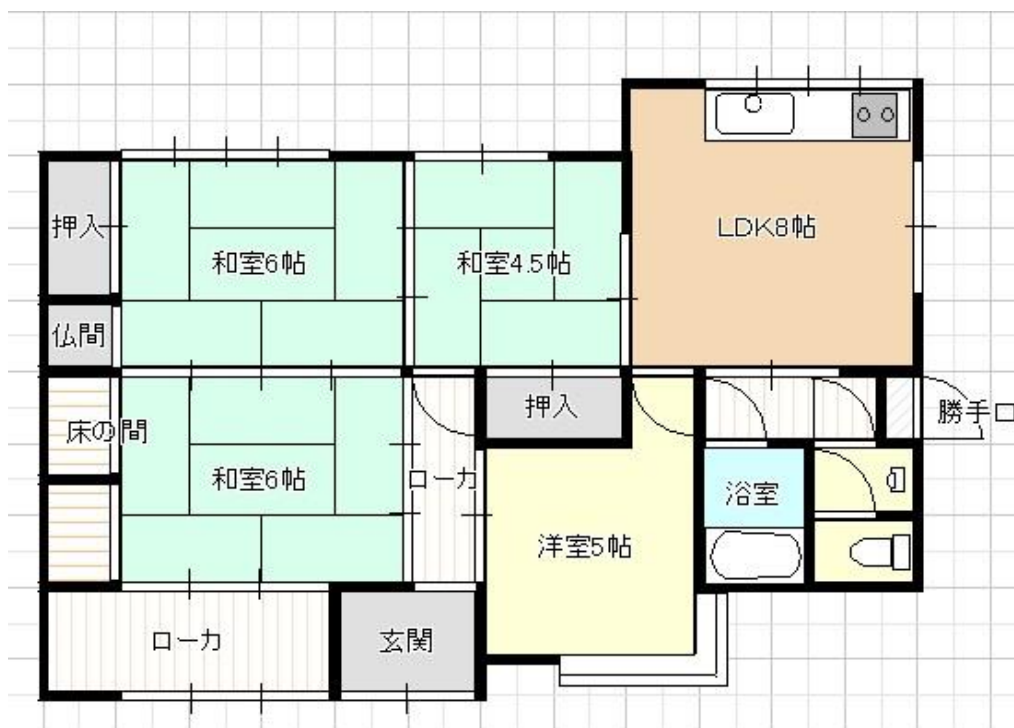 押入
和室6帖
和室4.5帖
LDK8帖
仏間
床の間
和室6帖
ローカ
押入
勝手口
浴室
洋室5帖
ローカ
玄関